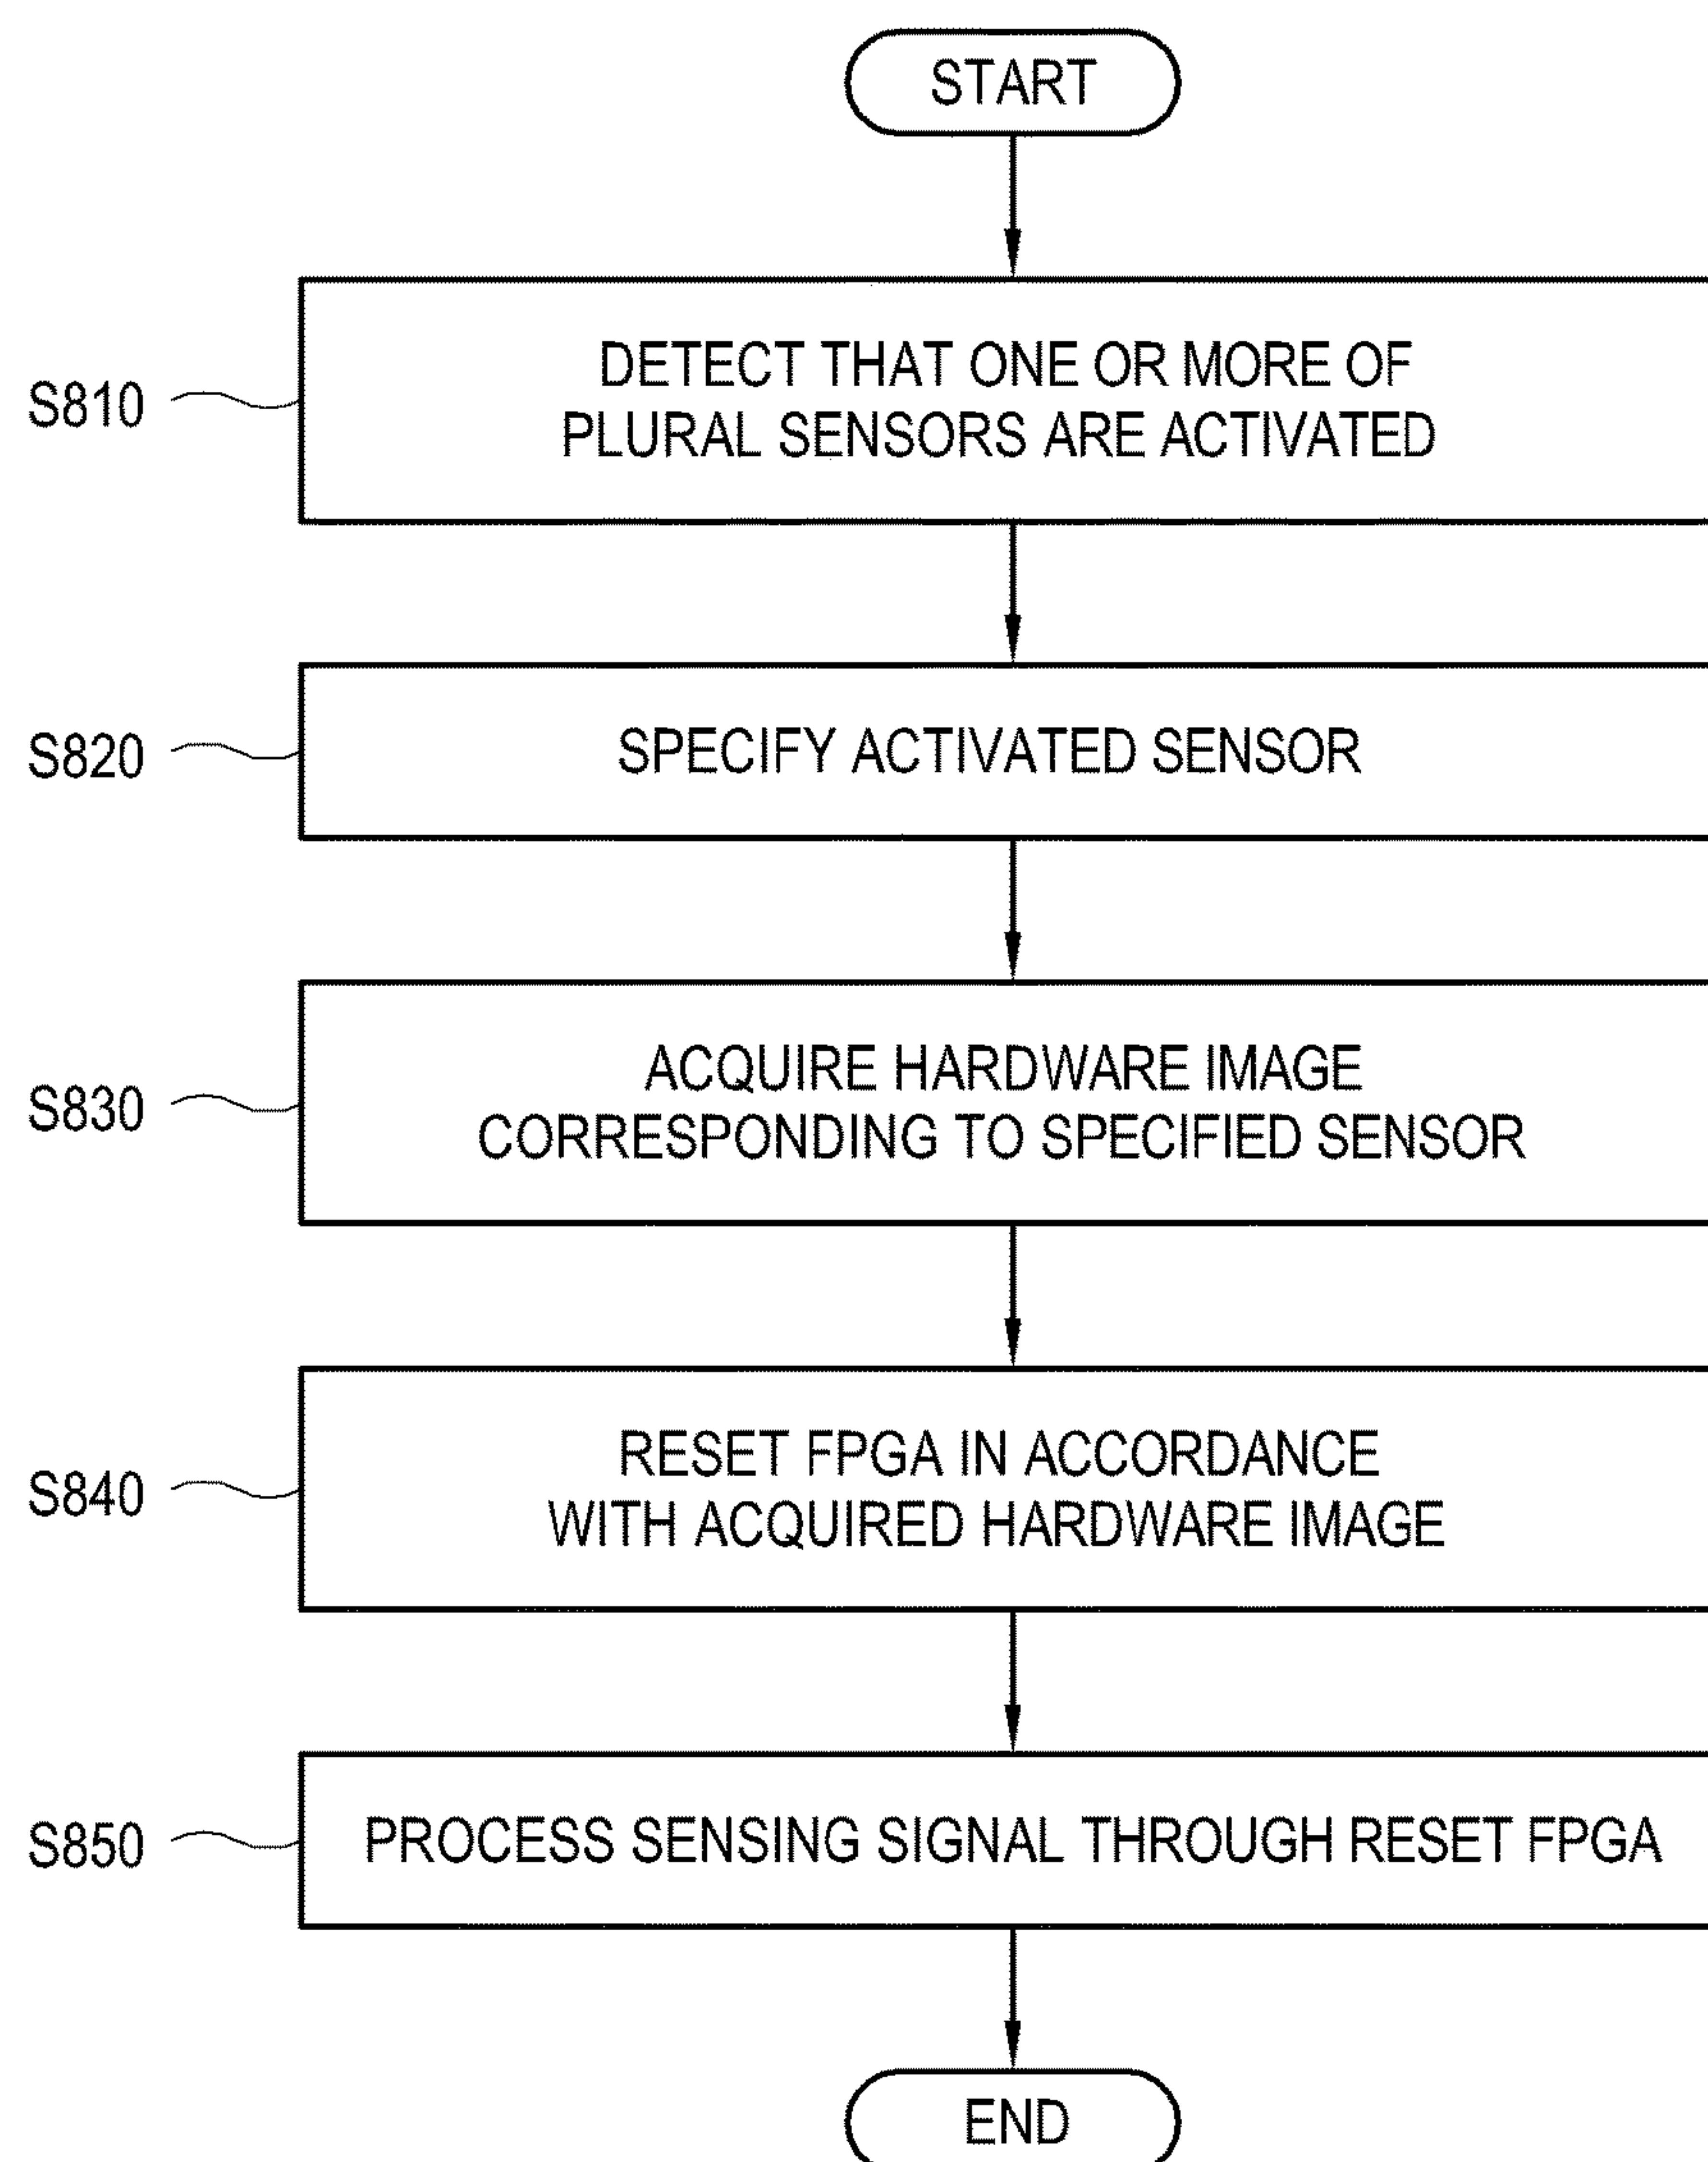 START
S810
DETECT THAT ONE OR MORE OF
PLURAL SENSORS ARE ACTIVATED
S820
SPECIFY ACTIVATED SENSOR
S830
ACQUIRE HARDWARE IMAGE
CORRESPONDING TO SPECIFIED SENSOR
S840
RESET FPGA IN ACCORDANCE
WITH ACQUIRED HARDWARE IMAGE
S850
PROCESS SENSING SIGNAL THROUGH RESET FPGA
END